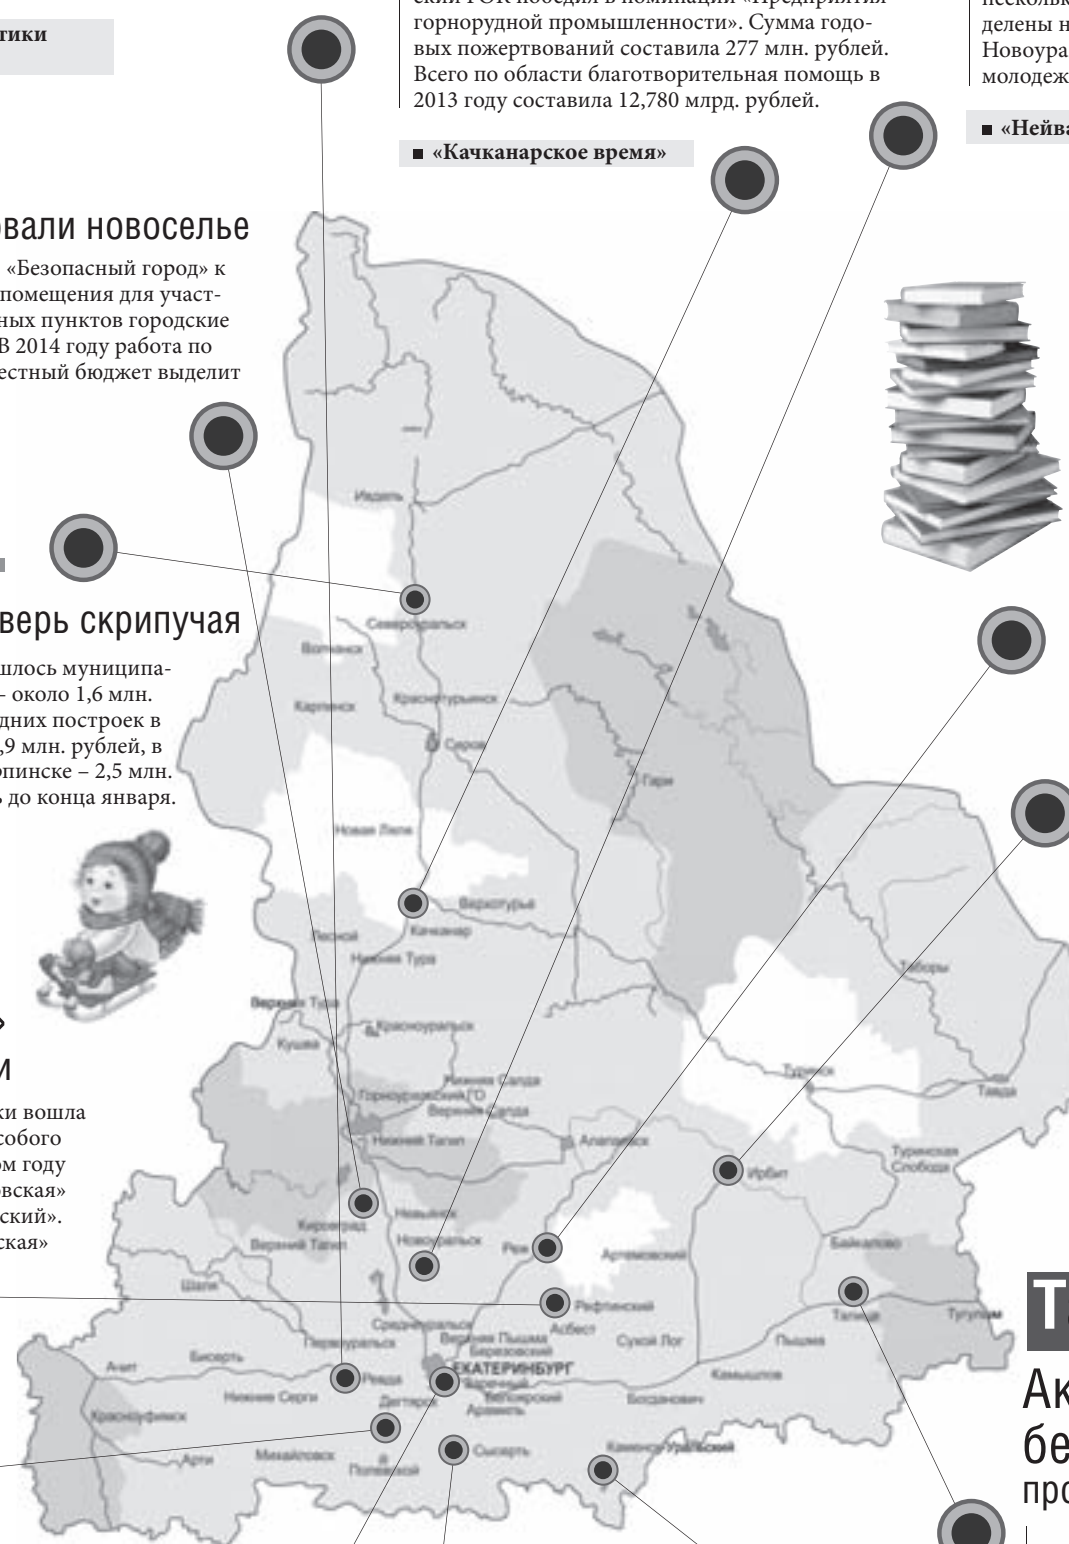 тики
ский ГОК победил в номинации «Предприятия
горнорудной промышленности». Сумма годо-
вых пожертвований составила 277 млн. рублей.
Всего по области благотворительная помощь в
2013 году составила 12,780 млрд. рублей.
■ «Качканарское время»
делены н
Новоура
молодеж
■ «Нейва
овали новоселье
«Безопасный город» к
помещения для участ-
ных пунктов городские
В 2014 году работа по
естный бюджет выделит
верь скрипучая
шлось муниципа-
– около 1,6 млн.
дних построек в
,9 млн. рублей, в
рпинске – 2,5 млн.
ь до конца января.
»
и
ки вошла
собого
ом году
овская»
ский».
ская»
Ивдель
Североуральск
Волчанск
Краснотурьинск
Карпинск
Серов
Гари
Новая Ляля
Верхотурье
Качканар
Лесной
Нижняя Тура
Таборы
Верхняя Тура
Красноуральск
Кушва
Туринск
Тавда
Нижняя Салда
Горноуральский ГО
Верхняя Салда
Нижний Тагил
Алапаевск
Туринская
Слобода
Ирбит
Невьянск
Кировград
Новоуральск
Верхний Тагил
Реж
Артемовский
Байкалово
Шаля
Рефтинский
Талица
Тугулым
Среднеуральск
Асбест
Первоуральск
Верхняя Пышма
Березовский
Сухой Лог
Пышма
Ачит
Бисерть
ЕКАТЕРИНБУРГ
Заречный
Ревда
Камышлов
Нижние Серги
Дегтярск
Белоярский
Богданович
Арамиль
Красноуфимск
Каменск-Уральский
Сысерть
Арти
Михайловск
Полевской
Т
Ак
бе
про